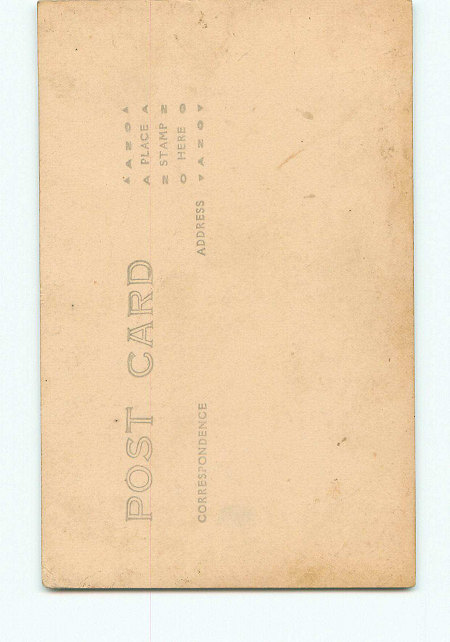 ▲ A Z O ▲
A PLACE A
Z STAMP Z
O HERE O
▼ A Z O ▼
POST CARD
CORRESPONDENCE
ADDRESS